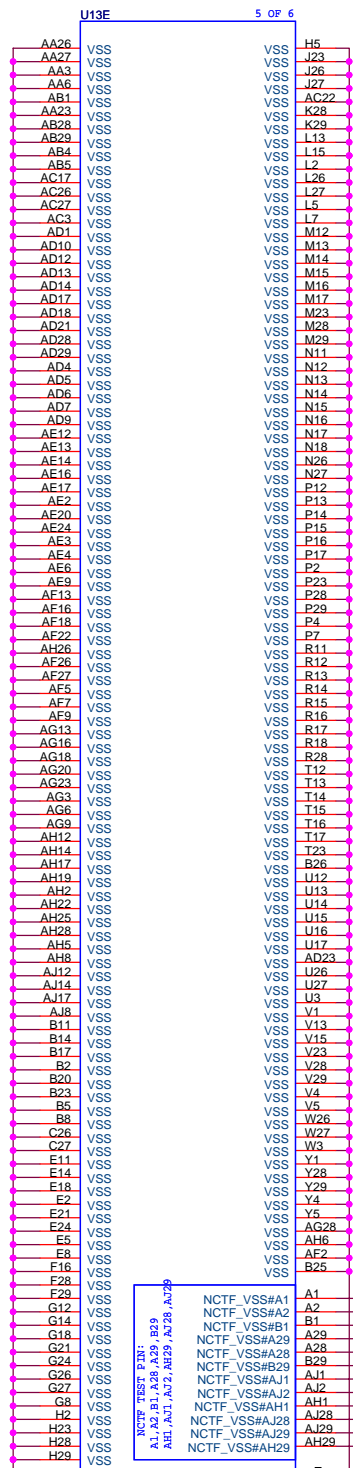 U13E 5 OF 6
AA26 VSS VSS H5
AA27 VSS VSS J23
AA3 VSS VSS J26
AA6 VSS VSS J27
AB1 VSS VSS AC22
AA23 VSS VSS K28
AB28 VSS VSS K29
AB29 VSS VSS L13
AB4 VSS VSS L15
AB5 VSS VSS L2
AC17 VSS VSS L26
AC26 VSS VSS L27
AC27 VSS VSS L5
AC3 VSS VSS L7
AD1 VSS VSS M12
AD10 VSS VSS M13
AD12 VSS VSS M14
AD13 VSS VSS M15
AD14 VSS VSS M16
AD17 VSS VSS M17
AD18 VSS VSS M23
AD21 VSS VSS M28
AD28 VSS VSS M29
AD29 VSS VSS N11
AD4 VSS VSS N12
AD5 VSS VSS N13
AD6 VSS VSS N14
AD7 VSS VSS N15
AD9 VSS VSS N16
AE12 VSS VSS N17
AE13 VSS VSS N18
AE14 VSS VSS N26
AE16 VSS VSS N27
AE17 VSS VSS P12
AE2 VSS VSS P13
AE20 VSS VSS P14
AE24 VSS VSS P15
AE3 VSS VSS P16
AE4 VSS VSS P17
AE6 VSS VSS P2
AE9 VSS VSS P23
AF13 VSS VSS P28
AF16 VSS VSS P29
AF18 VSS VSS P4
AF22 VSS VSS P7
AH26 VSS VSS R11
AF26 VSS VSS R12
AF27 VSS VSS R13
AF5 VSS VSS R14
AF7 VSS VSS R15
AF9 VSS VSS R16
AG13 VSS VSS R17
AG16 VSS VSS R18
AG18 VSS VSS R28
AG20 VSS VSS T12
AG23 VSS VSS T13
AG3 VSS VSS T14
AG6 VSS VSS T15
AG9 VSS VSS T16
AH12 VSS VSS T17
AH14 VSS VSS T23
AH17 VSS VSS B26
AH19 VSS VSS U12
AH2 VSS VSS U13
AH22 VSS VSS U14
AH25 VSS VSS U15
AH28 VSS VSS U16
AH5 VSS VSS U17
AH8 VSS VSS AD23
AJ12 VSS VSS U26
AJ14 VSS VSS U27
AJ17 VSS VSS U3
AJ8 VSS VSS V1
B11 VSS VSS V13
B14 VSS VSS V15
B17 VSS VSS V23
B2 VSS VSS V28
B20 VSS VSS V29
B23 VSS VSS V4
B5 VSS VSS V5
B8 VSS VSS W26
C26 VSS VSS W27
C27 VSS VSS W3
E11 VSS VSS Y1
E14 VSS VSS Y28
E18 VSS VSS Y29
E2 VSS VSS Y4
E21 VSS VSS Y5
E24 VSS VSS AG28
E5 VSS VSS AH6
E8 VSS VSS AF2
F16 VSS VSS B25
F28 VSS
F29 VSS NCTF_VSS#A1 A1
G12 VSS NCTF_VSS#A2 A2
G14 VSS NCTF_VSS#B1 B1
G18 VSS NCTF_VSS#A29 A29
G21 VSS NCTF_VSS#A28 A28
G24 VSS NCTF_VSS#B29 B29
G26 VSS NCTF_VSS#AJ1 AJ1
G27 VSS NCTF_VSS#AJ2 AJ2
G8 VSS NCTF_VSS#AH1 AH1
H2 VSS NCTF_VSS#AJ28 AJ28
H23 VSS NCTF_VSS#AJ29 AJ29
H28 VSS NCTF_VSS#AH29 AH29
H29 VSS
NCTF TEST PIN:
A1,A2,B1,A28,A29,B29
AH1,AJ1,AJ2,AH29,AJ28,AJ29